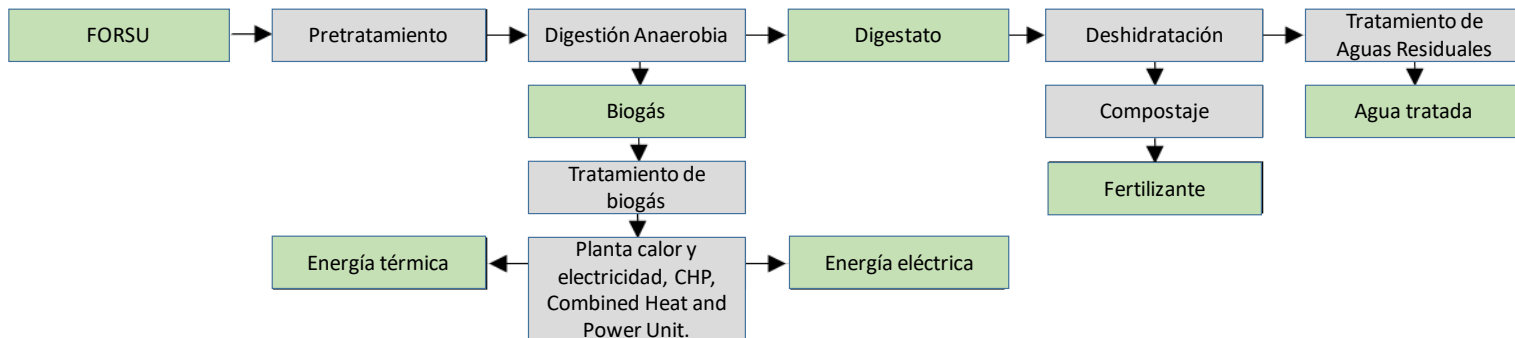 FORSU
Pretratamiento
Digestión Anaerobia
Digestato
Deshidratación
Tratamiento de
Aguas Residuales
Biogás
Compostaje
Agua tratada
Tratamiento de
biogás
Fertilizante
Energía térmica
Planta calor y
electricidad, CHP,
Combined Heat and
Power Unit.
Energía eléctrica